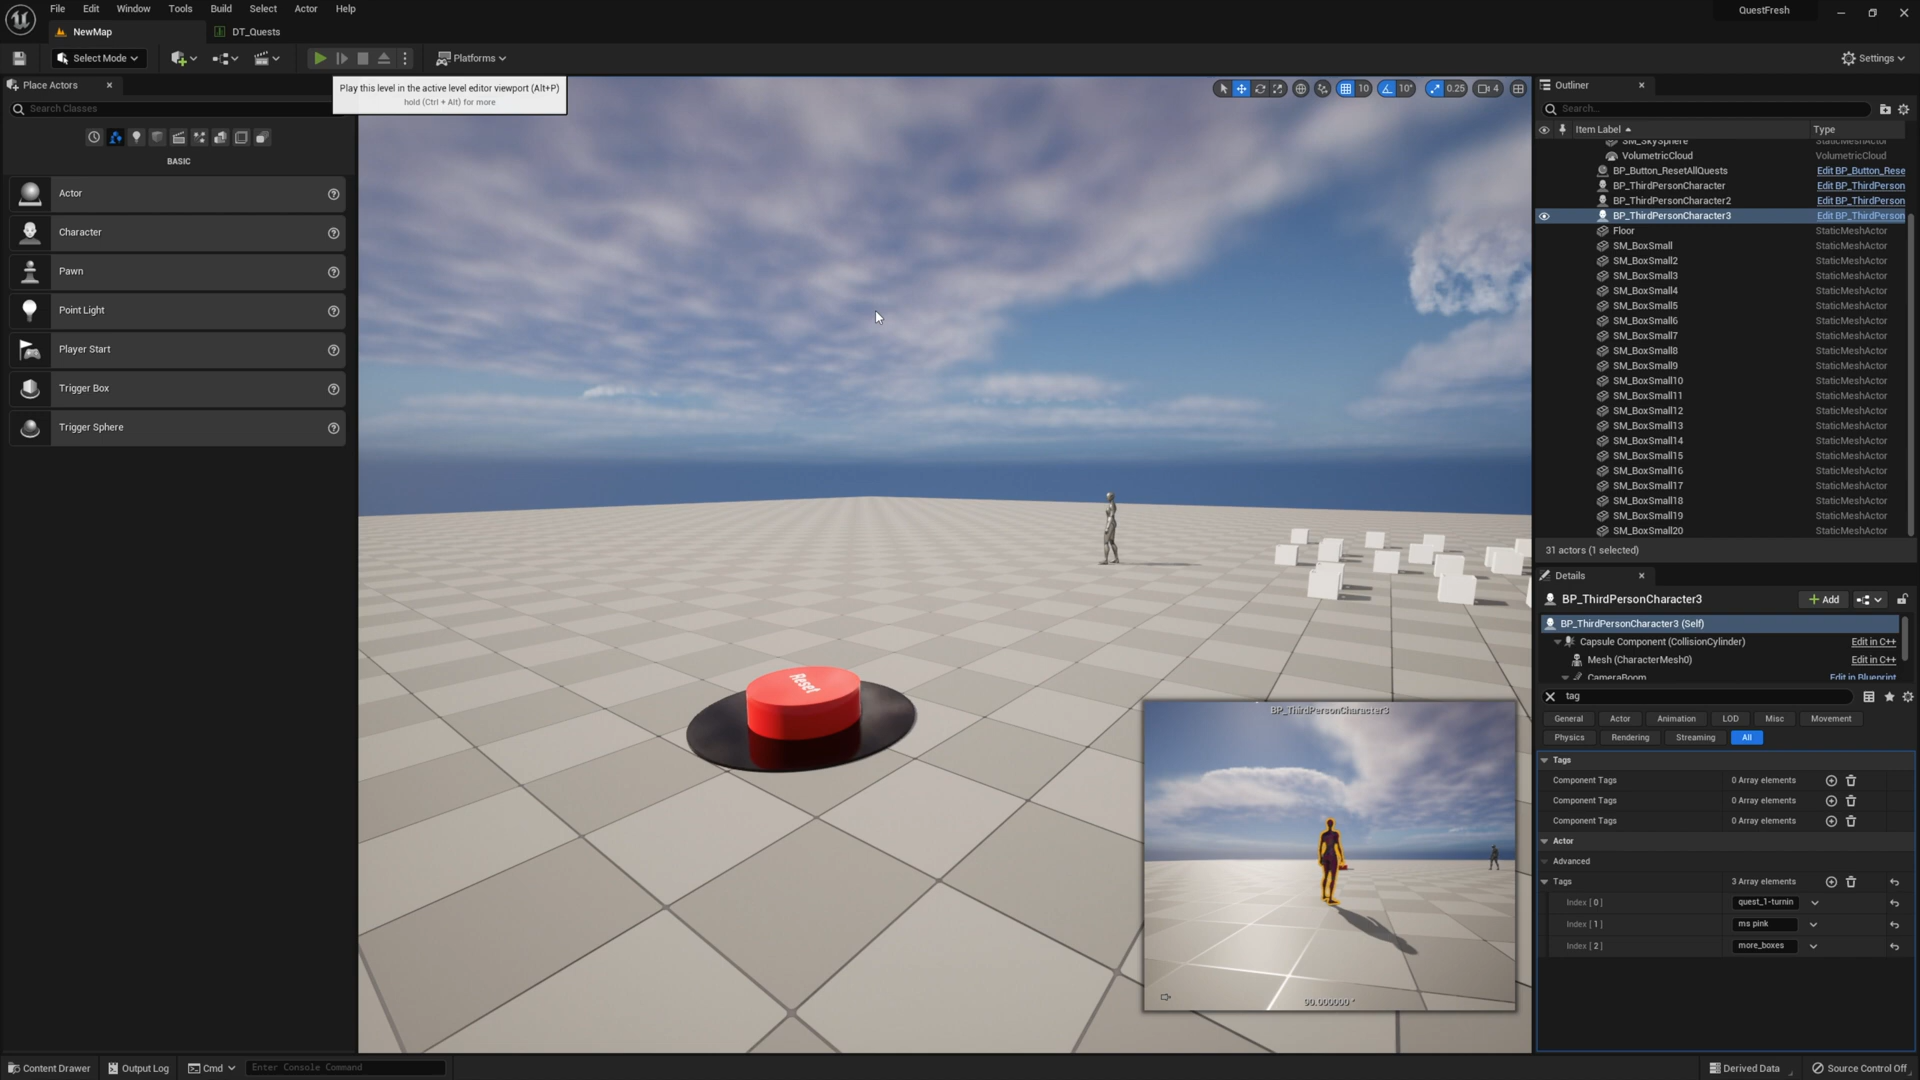 File Edit Window Tools Build Select Actor Help
QuestFresh
NewMap
DT_Quests
Select Mode
Platforms
Settings
Place Actors
Search Classes
BASIC
Actor
Character
Pawn
Point Light
Player Start
Trigger Box
Trigger Sphere
Play this level in the active level editor viewport (Alt+P)
hold (Ctrl + Alt) for more
10
10°
0.25
4
Reset
BP_ThirdPersonCharacter3
90.000000 °
Outliner
Search...
Item Label Type
SM_SkySphere StaticMeshActor
VolumetricCloud VolumetricCloud
BP_Button_ResetAllQuests Edit BP_Button_Rese
BP_ThirdPersonCharacter Edit BP_ThirdPerson
BP_ThirdPersonCharacter2 Edit BP_ThirdPerson
BP_ThirdPersonCharacter3 Edit BP_ThirdPerson
Floor StaticMeshActor
SM_BoxSmall StaticMeshActor
SM_BoxSmall2 StaticMeshActor
SM_BoxSmall3 StaticMeshActor
SM_BoxSmall4 StaticMeshActor
SM_BoxSmall5 StaticMeshActor
SM_BoxSmall6 StaticMeshActor
SM_BoxSmall7 StaticMeshActor
SM_BoxSmall8 StaticMeshActor
SM_BoxSmall9 StaticMeshActor
SM_BoxSmall10 StaticMeshActor
SM_BoxSmall11 StaticMeshActor
SM_BoxSmall12 StaticMeshActor
SM_BoxSmall13 StaticMeshActor
SM_BoxSmall14 StaticMeshActor
SM_BoxSmall15 StaticMeshActor
SM_BoxSmall16 StaticMeshActor
SM_BoxSmall17 StaticMeshActor
SM_BoxSmall18 StaticMeshActor
SM_BoxSmall19 StaticMeshActor
SM_BoxSmall20 StaticMeshActor
31 actors (1 selected)
Details
BP_ThirdPersonCharacter3
Add
BP_ThirdPersonCharacter3 (Self)
Capsule Component (CollisionCylinder) Edit in C++
Mesh (CharacterMesh0) Edit in C++
CameraBoom Edit in Blueprint
tag
General Actor Animation LOD Misc Movement
Physics Rendering Streaming All
Tags
Component Tags 0 Array elements
Component Tags 0 Array elements
Component Tags 0 Array elements
Actor
Advanced
Tags 3 Array elements
Index [ 0 ] quest_1-turnin
Index [ 1 ] ms pink
Index [ 2 ] more_boxes
Content Drawer
Output Log
Cmd
Enter Console Command
Derived Data
Source Control Off